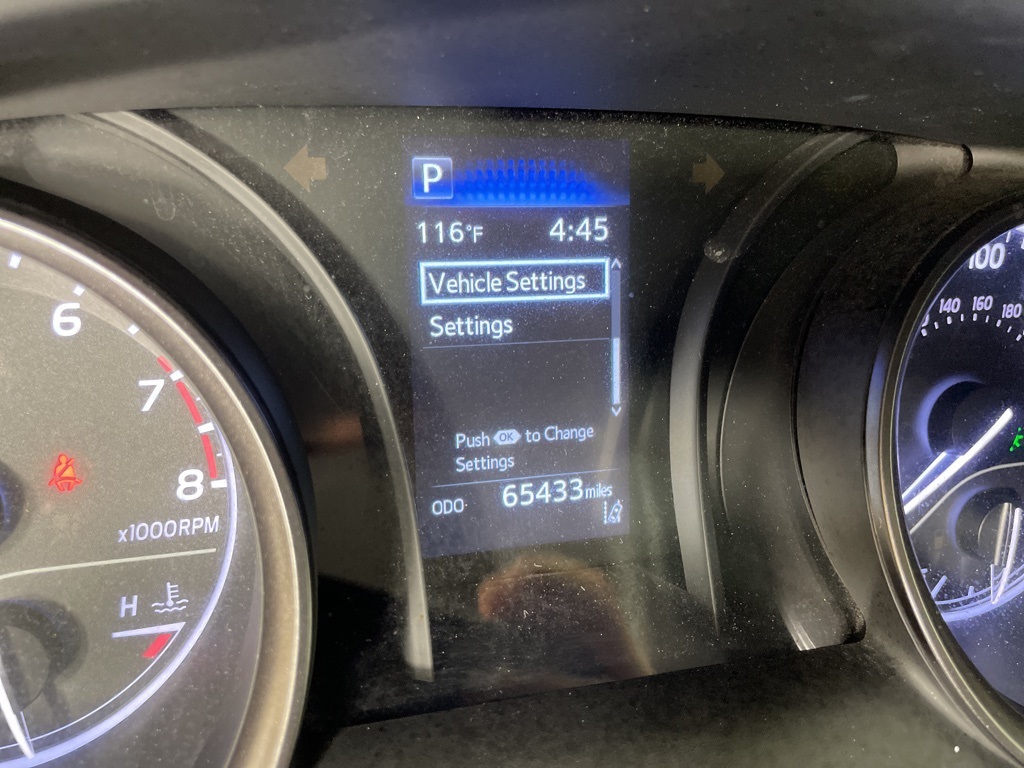 P
116°F 4:45
Vehicle Settings
Settings
Push OK to Change
Settings
ODO 65433 miles
6
7
8
x1000RPM
H
100
140 160 180